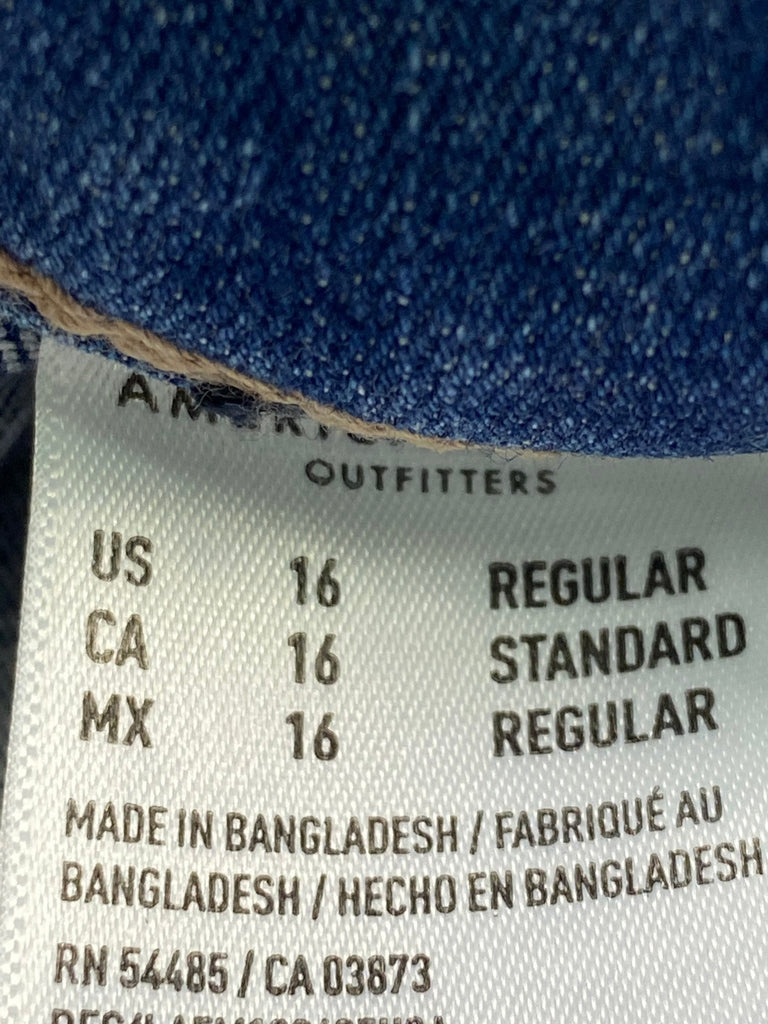 OUTFITTERS
US 16 REGULAR
CA 16 STANDARD
MX 16 REGULAR
MADE IN BANGLADESH / FABRIQUÉ AU
BANGLADESH / HECHO EN BANGLADESH
RN 54485 / CA 03873